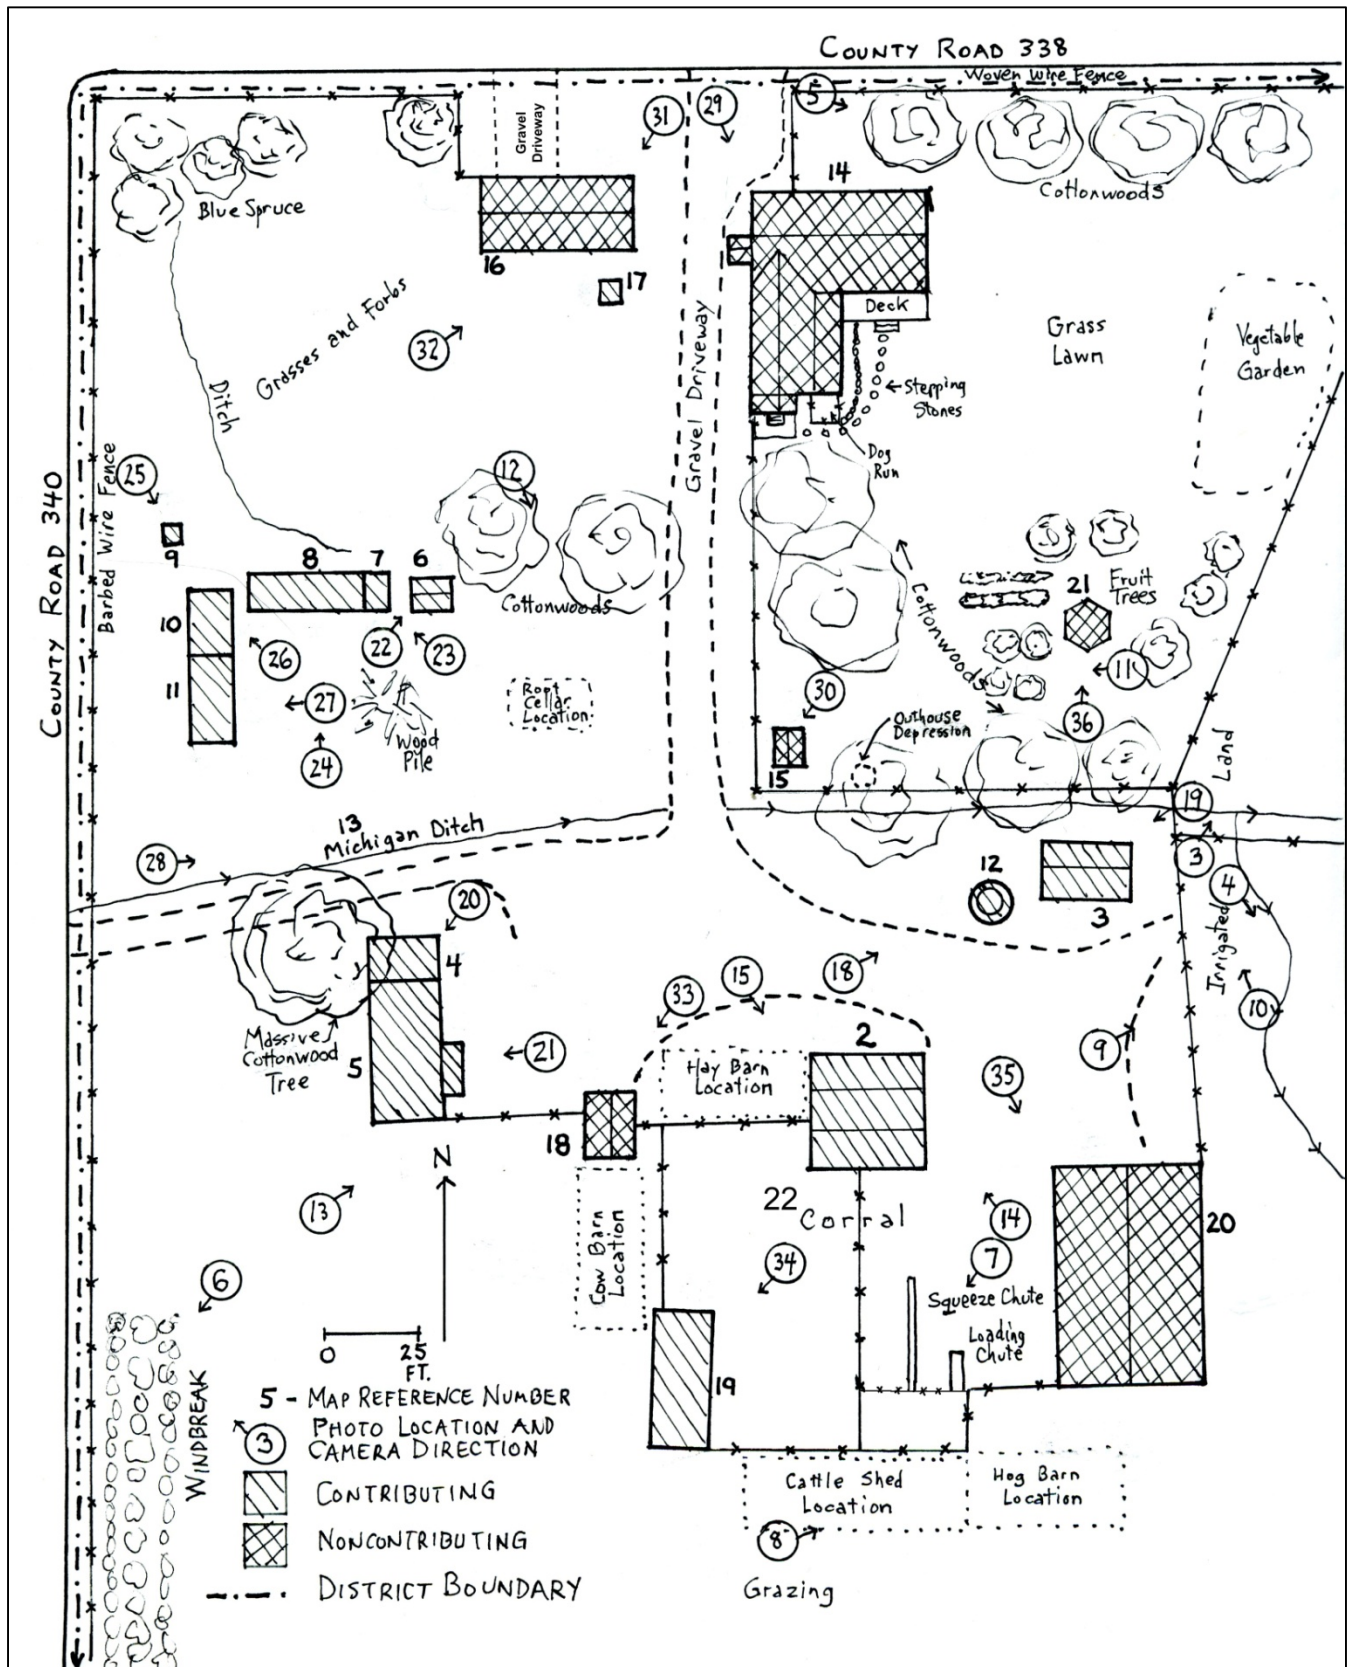 COUNTY ROAD 338
Woven Wire Fence
5
31
29
Gravel
Driveway
14
Cottonwoods
Blue Spruce
16
17
Deck
Grass
Lawn
Vegetable
Garden
Grasses and Forbs
32
Ditch
Gravel Driveway
Stepping
Stones
Dog
Run
COUNTY ROAD 340
Barbed Wire Fence
25
12
9
8
7
6
Cottonwoods
Cottonwoods
21
Fruit
Trees
10
11
26
22
23
27
24
Wood
Pile
Root
Cellar
Location
30
11
36
Outhouse
Depression
15
Irrigated Land
19
13
Michigan Ditch
28
12
3
3
4
20
4
Massive
Cottonwood
Tree
5
21
33
15
18
2
Hay Barn
Location
10
9
35
18
N
22
Corral
Cow Barn
Location
13
6
34
14
7
20
Squeeze Chute
Loading
Chute
19
0 25
FT.
WINDBREAK
5 - MAP REFERENCE NUMBER
3
PHOTO LOCATION AND
CAMERA DIRECTION
CONTRIBUTING
NONCONTRIBUTING
DISTRICT BOUNDARY
Cattle Shed
Location
Hog Barn
Location
8
Grazing